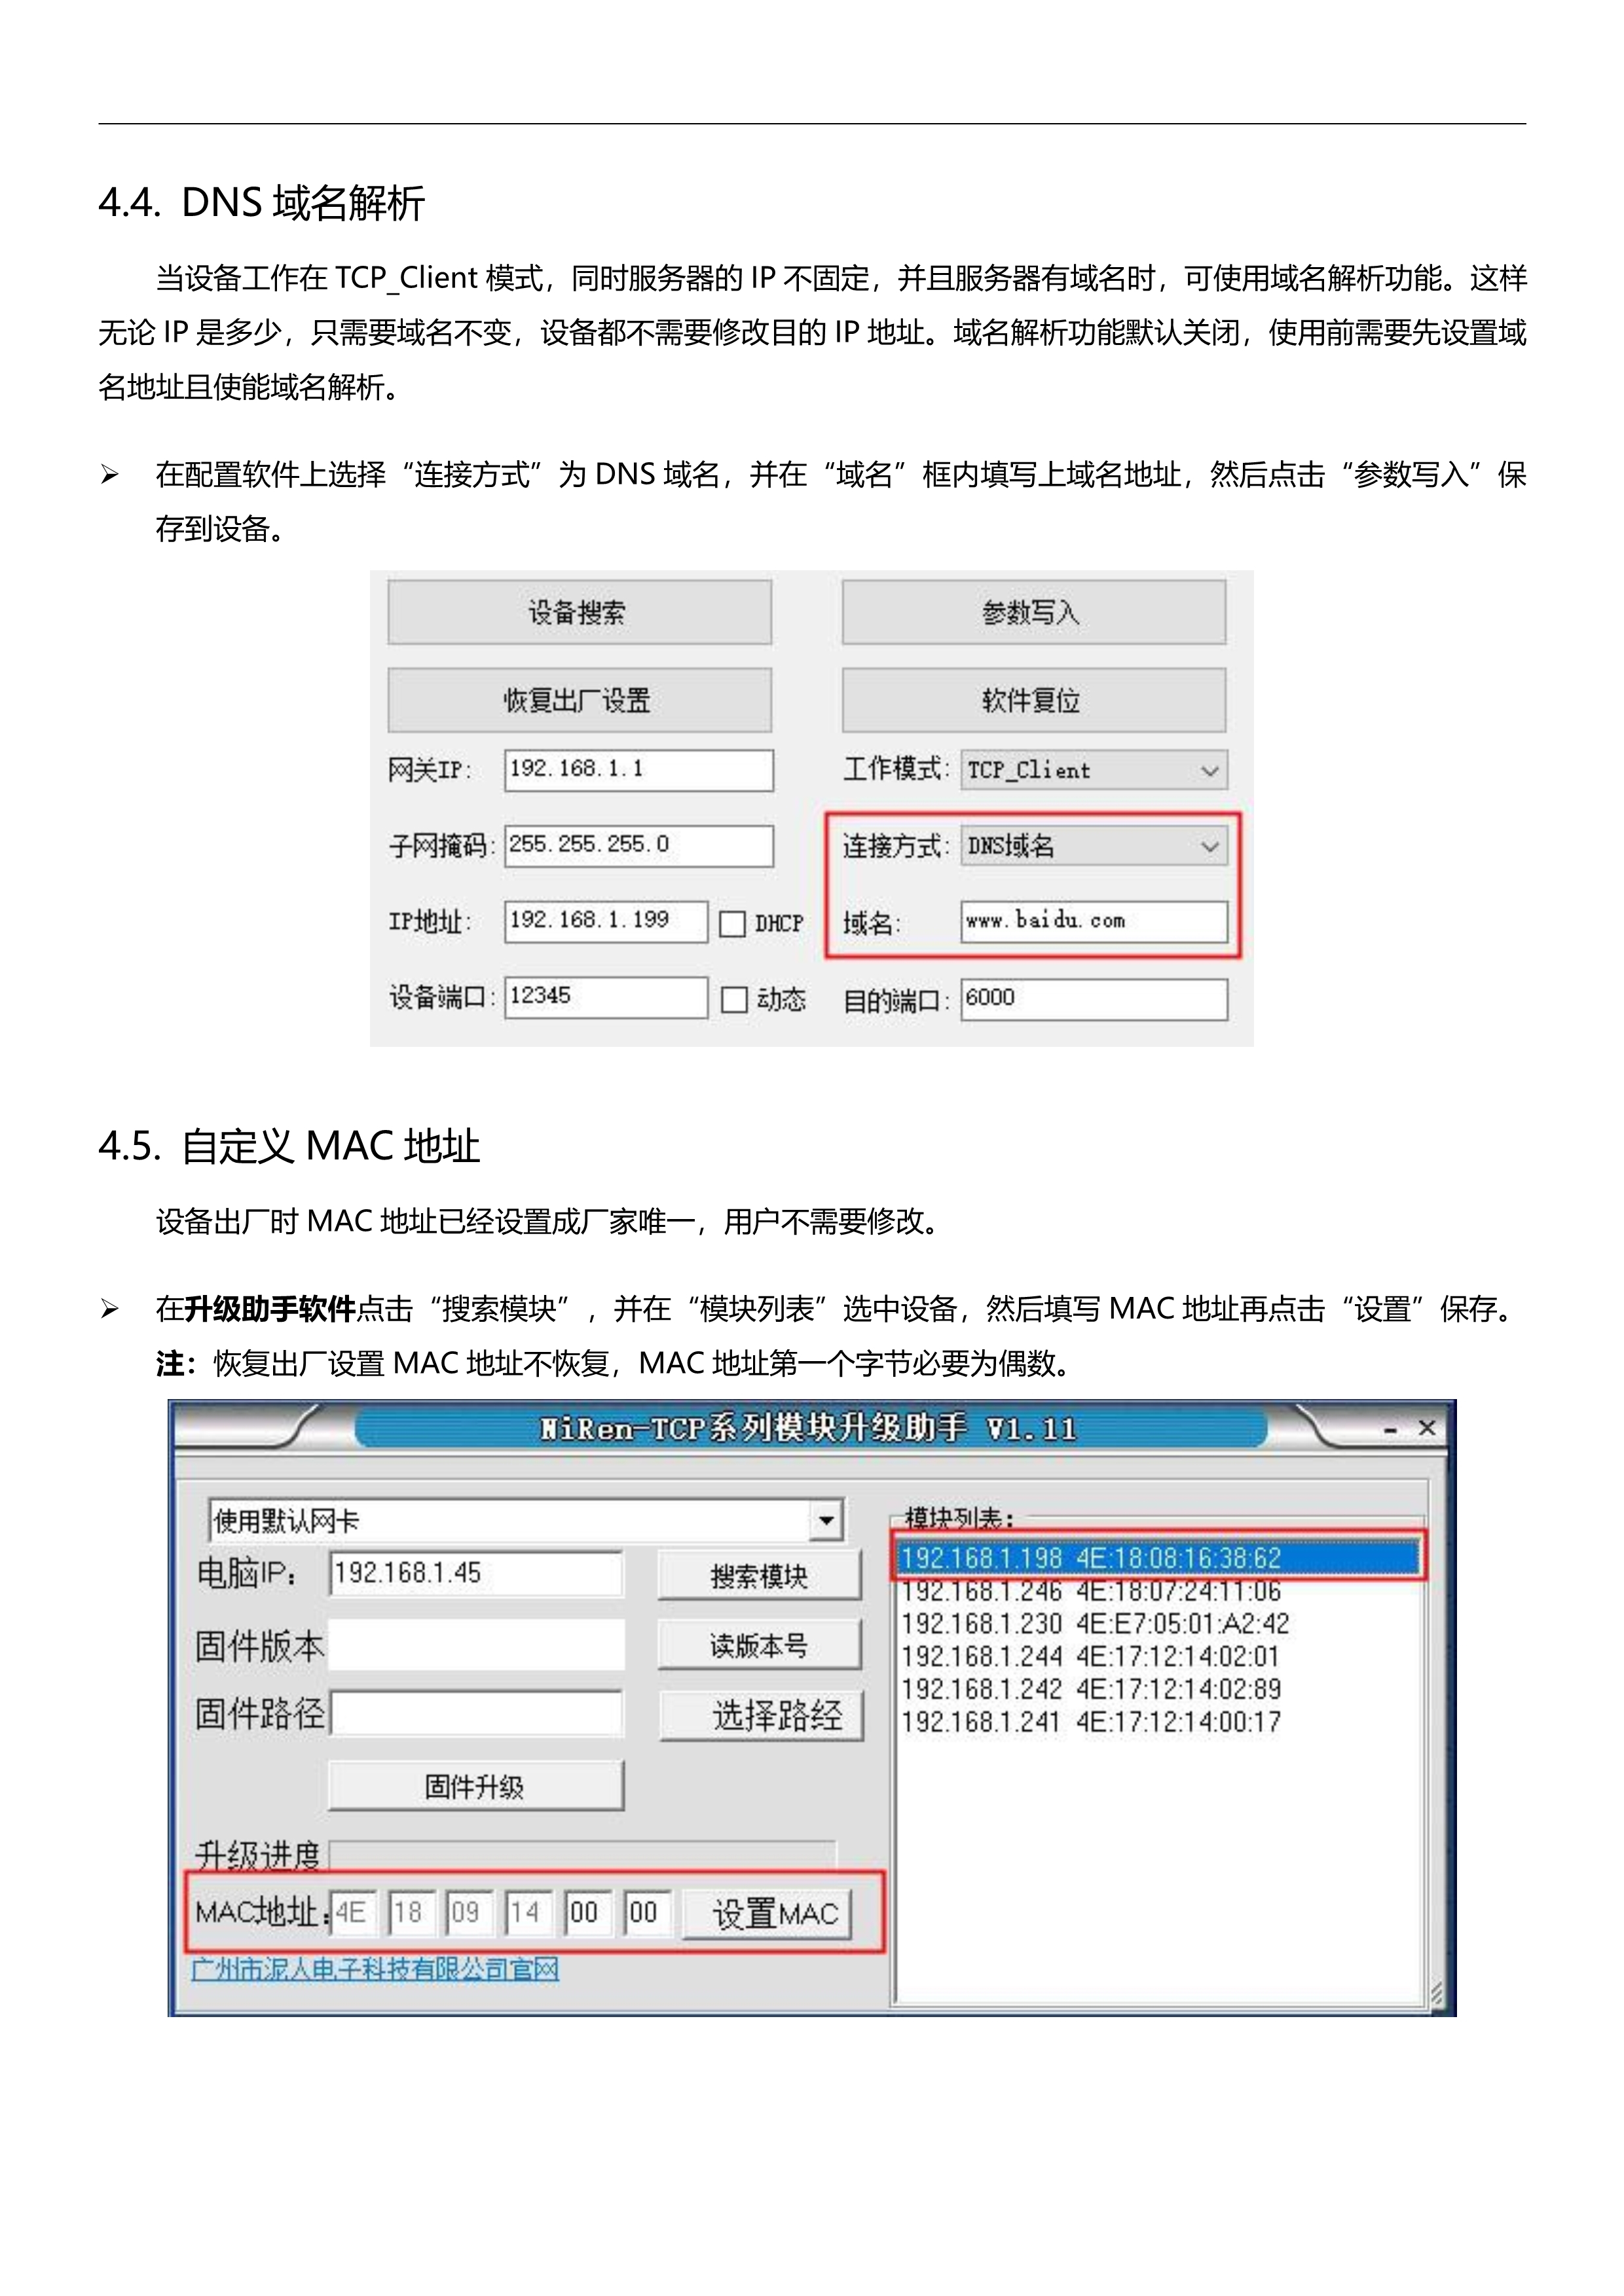 4.4. DNS 域名解析
当设备工作在 TCP_Client 模式，同时服务器的 IP 不固定，并且服务器有域名时，可使用域名解析功能。这样
无论 IP 是多少，只需要域名不变，设备都不需要修改目的 IP 地址。域名解析功能默认关闭，使用前需要先设置域
名地址且使能域名解析。
➢ 在配置软件上选择“连接方式”为 DNS 域名，并在“域名”框内填写上域名地址，然后点击“参数写入”保
存到设备。
设备搜索 参数写入
恢复出厂设置 软件复位
网关IP: 192.168.1.1 工作模式: TCP_Client
子网掩码: 255.255.255.0 连接方式: DNS域名
IP地址: 192.168.1.199 DHCP 域名: www.baidu.com
设备端口: 12345 动态 目的端口: 6000
4.5. 自定义 MAC 地址
设备出厂时 MAC 地址已经设置成厂家唯一，用户不需要修改。
➢ 在升级助手软件点击“搜索模块”，并在“模块列表”选中设备，然后填写 MAC 地址再点击“设置”保存。
注：恢复出厂设置 MAC 地址不恢复，MAC 地址第一个字节必要为偶数。
NiRen-TCP系列模块升级助手 V1.11
使用默认网卡
电脑IP: 192.168.1.45 搜索模块
固件版本 读版本号
固件路径 选择路经
固件升级
升级进度
MAC地址: 4E 18 09 14 00 00 设置MAC
广州市泥人电子科技有限公司官网
模块列表:
192.168.1.198 4E:18:08:16:38:62
192.168.1.246 4E:18:07:24:11:06
192.168.1.230 4E:E7:05:01:A2:42
192.168.1.244 4E:17:12:14:02:01
192.168.1.242 4E:17:12:14:02:89
192.168.1.241 4E:17:12:14:00:17